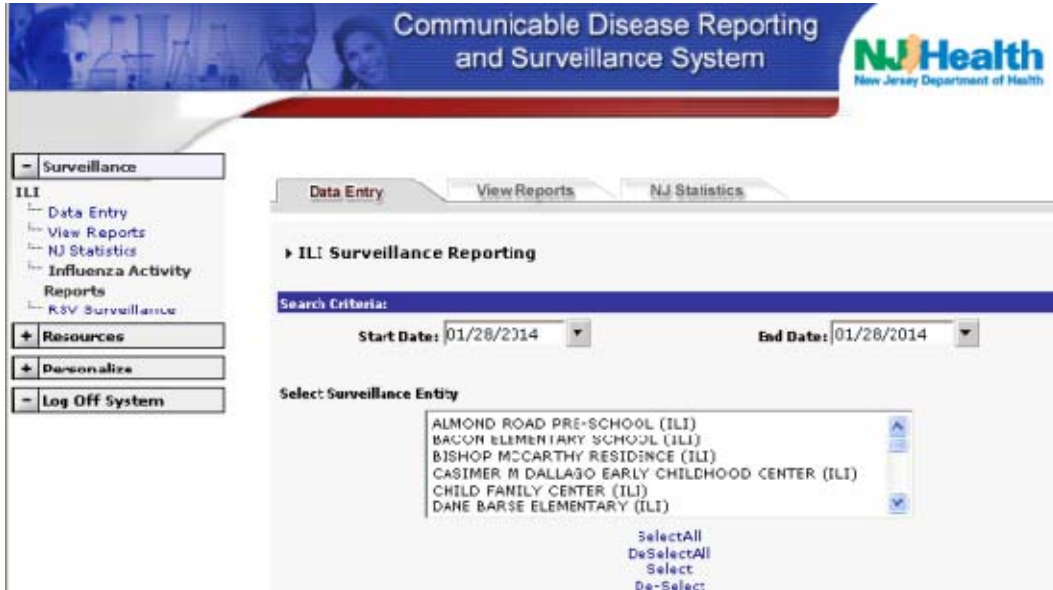 Communicable Disease Reporting
and Surveillance System
NJHealth
New Jersey Department of Health
- Surveillance
ILI
Data Entry
View Reports
NJ Statistics
Influenza Activity
Reports
RSV Surveillance
+ Resources
+ Personalize
- Log Off System
Data Entry View Reports NJ Statistics
ILI Surveillance Reporting
Search Criteria:
Start Date: 01/28/2014 End Date: 01/28/2014
Select Surveillance Entity
ALMOND ROAD PRE-SCHOOL (ILI)
BACON ELEMENTARY SCHOOL (ILI)
BISHOP MCCARTHY RESIDENCE (ILI)
CASIMER M DALLAGO EARLY CHILDHOOD CENTER (ILI)
CHILD FAMILY CENTER (ILI)
DANE BARSE ELEMENTARY (ILI)
SelectAll
DeSelectAll
Select
De-Select